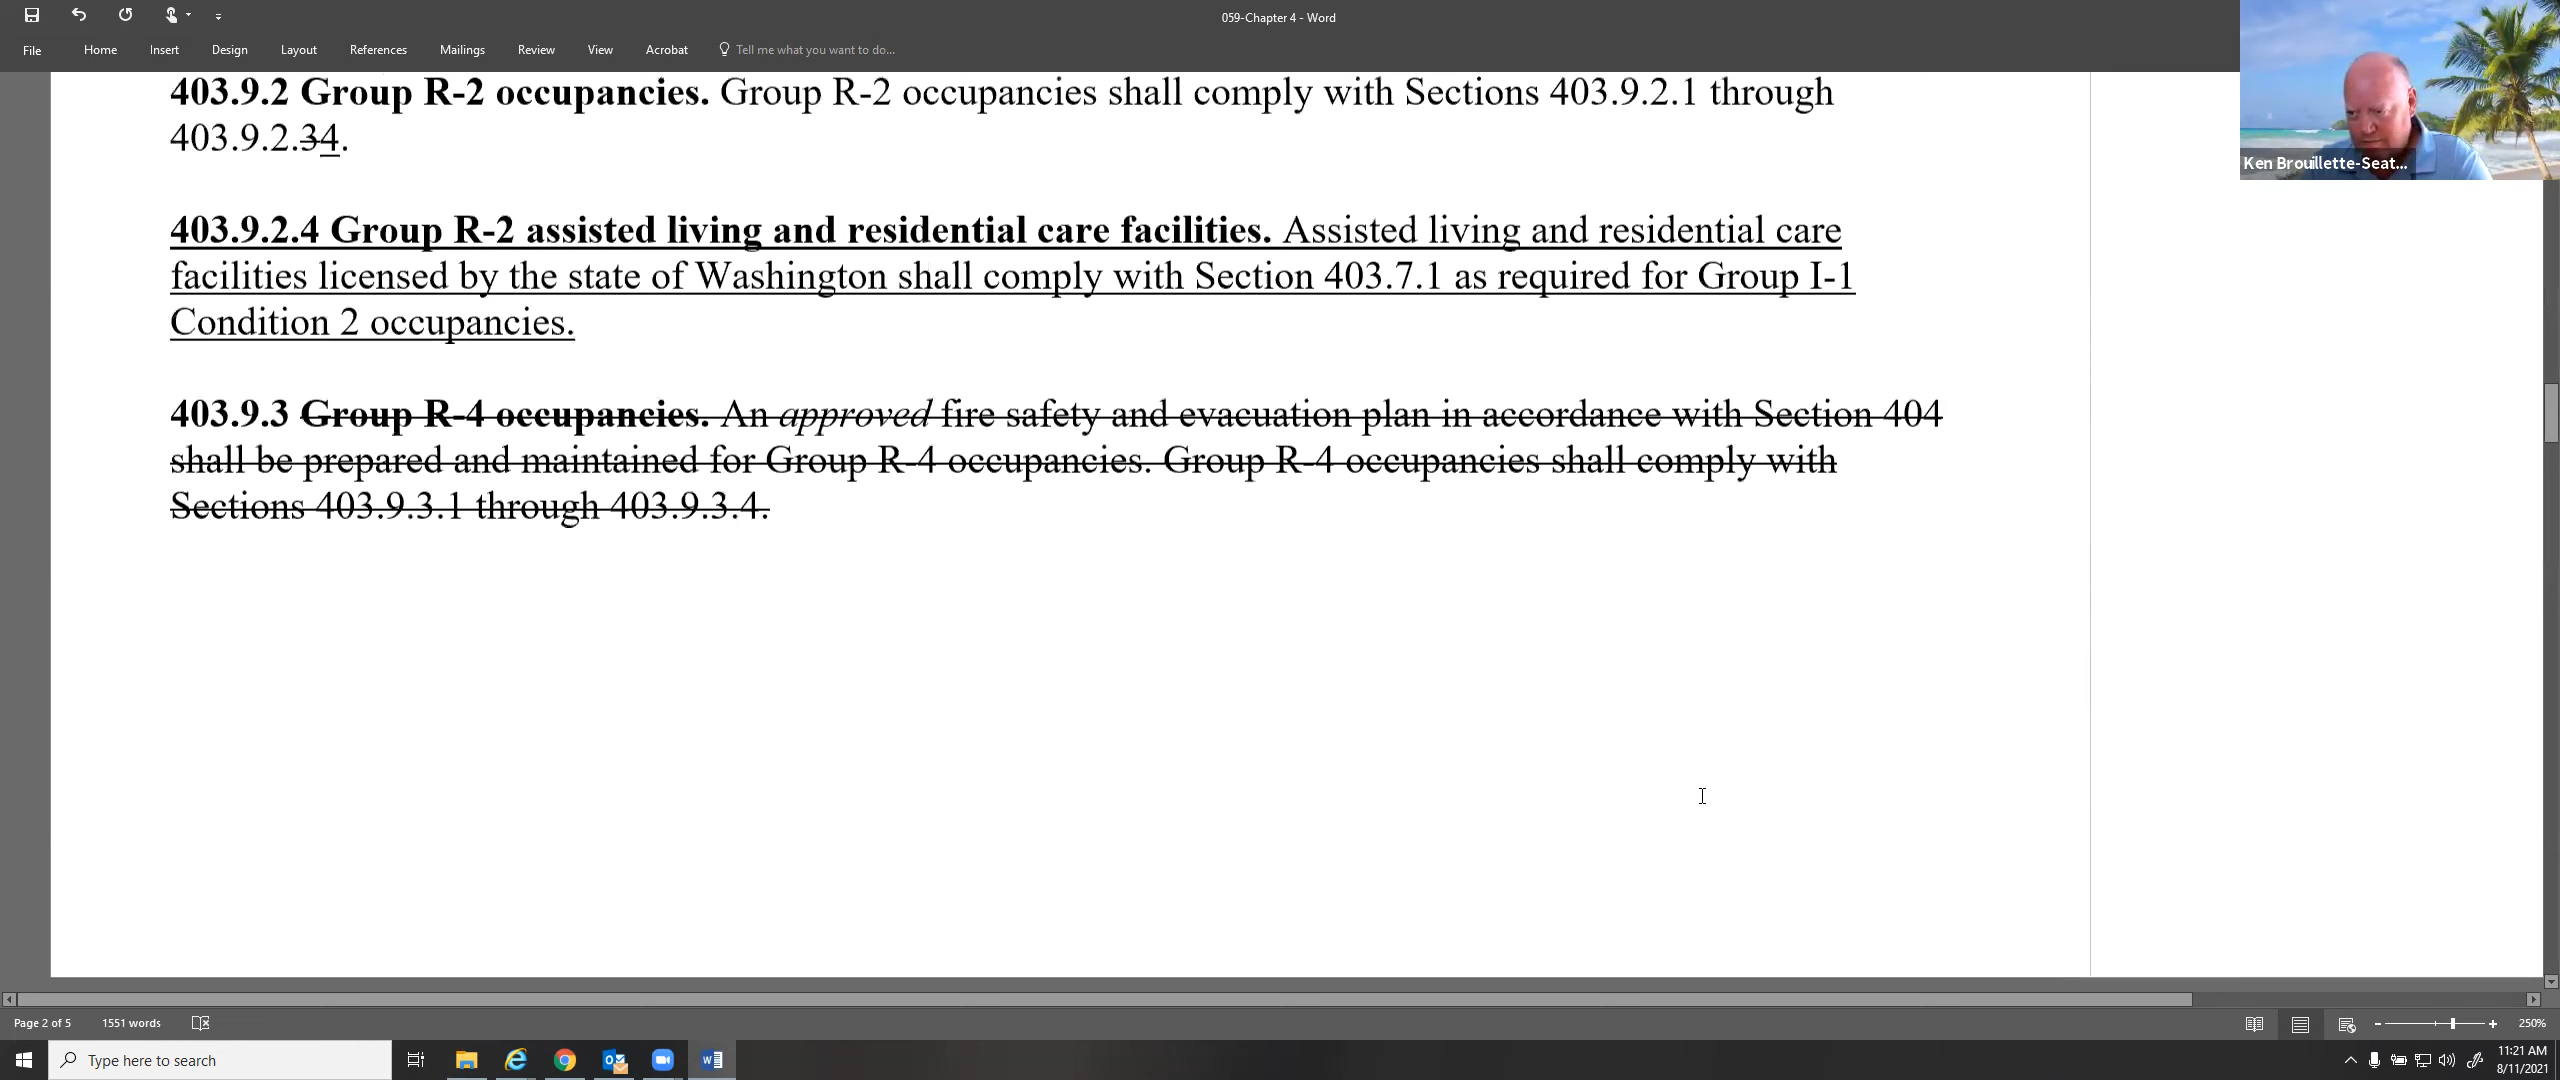 059-Chapter 4 - Word
File Home Insert Design Layout References Mailings Review View Acrobat Tell me what you want to do...
Ken Brouillette-Seat...
403.9.2 Group R-2 occupancies. Group R-2 occupancies shall comply with Sections 403.9.2.1 through
403.9.2.34.
403.9.2.4 Group R-2 assisted living and residential care facilities. Assisted living and residential care
facilities licensed by the state of Washington shall comply with Section 403.7.1 as required for Group I-1
Condition 2 occupancies.
403.9.3 Group R-4 occupancies. An approved fire safety and evacuation plan in accordance with Section 404
shall be prepared and maintained for Group R-4 occupancies. Group R-4 occupancies shall comply with
Sections 403.9.3.1 through 403.9.3.4.
Page 2 of 5 1551 words 250%
Type here to search
11:21 AM
8/11/2021